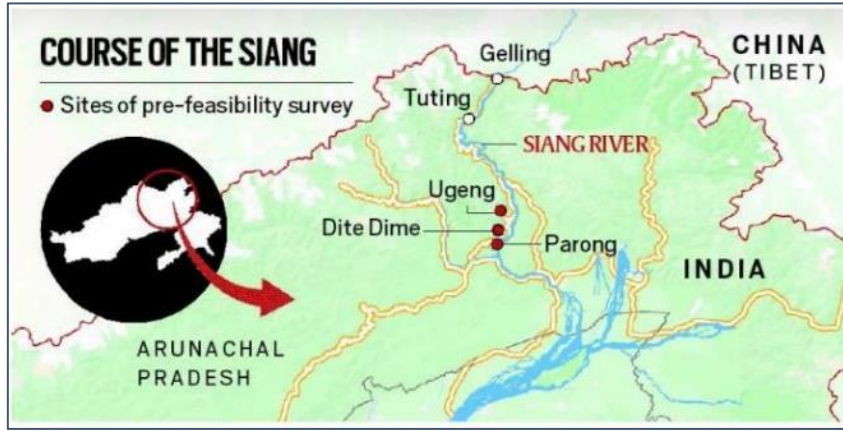 COURSE OF THE SIANG
Sites of pre-feasibility survey
Gelling
CHINA
(TIBET)
Tuting
SIANG RIVER
Ugeng
Dite Dime
Parong
INDIA
ARUNACHAL
PRADESH